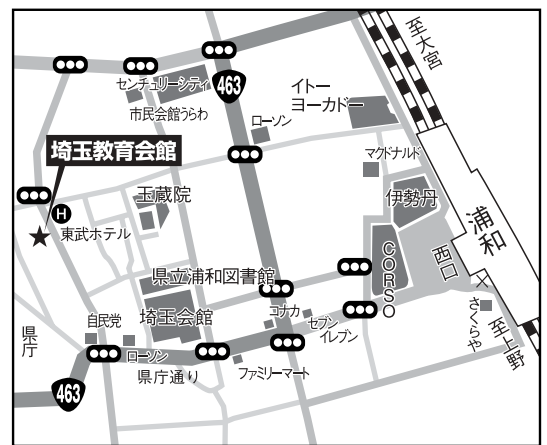 至大宮
センチュリーシティ
463
イトー
ヨーカドー
市民会館うらわ
ローソン
埼玉教育会館
マクドナルド
玉蔵院
伊勢丹
浦和
H
東武ホテル
西口
CORSO
県立浦和図書館
さくらや
埼玉会館
コナカ
セブン
イレブン
自民党
県庁
ローソン
至上野
県庁通り
ファミリーマート
463